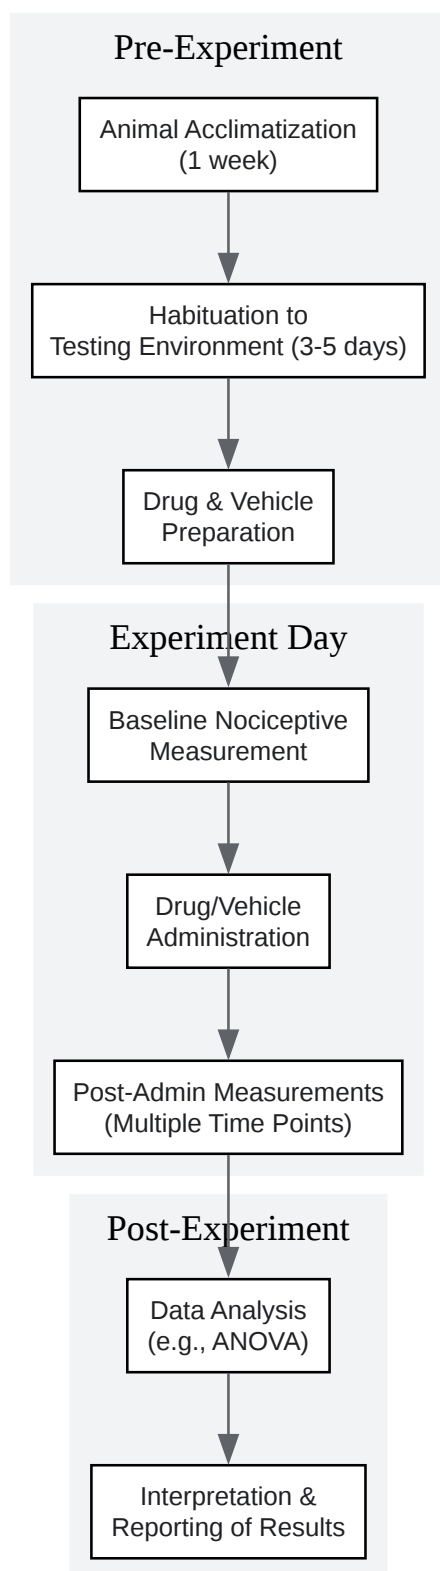 Pre-Experiment
Animal Acclimatization
(1 week)
Habituation to
Testing Environment (3-5 days)
Drug & Vehicle
Preparation
Experiment Day
Baseline Nociceptive
Measurement
Drug/Vehicle
Administration
Post-Admin Measurements
(Multiple Time Points)
Post-Experiment
Data Analysis
(e.g., ANOVA)
Interpretation &
Reporting of Results